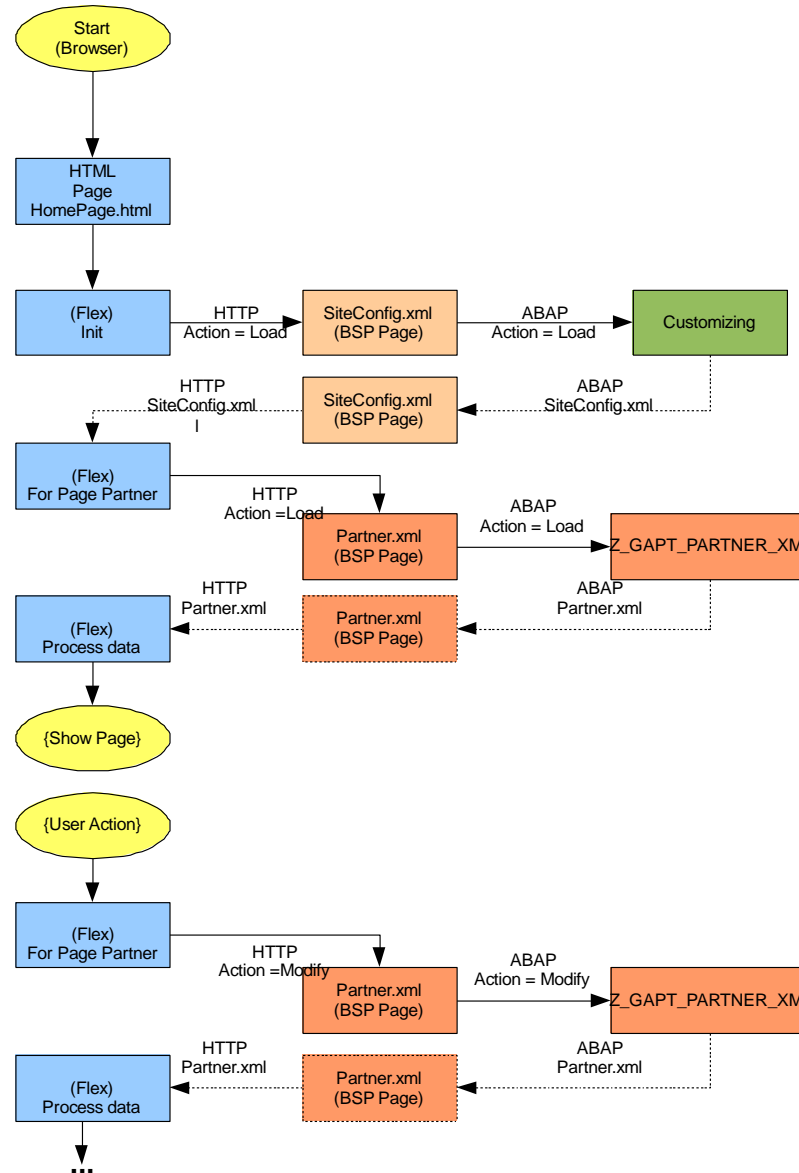 Start
(Browser)
HTML
Page
HomePage.html
(Flex)
Init
HTTP
Action = Load
SiteConfig.xml
(BSP Page)
ABAP
Action = Load
Customizing
HTTP
SiteConfig.xml
l
SiteConfig.xml
(BSP Page)
ABAP
SiteConfig.xml
(Flex)
For Page Partner
HTTP
Action =Load
Partner.xml
(BSP Page)
ABAP
Action = Load
Z_GAPT_PARTNER_XM
(Flex)
Process data
HTTP
Partner.xml
Partner.xml
(BSP Page)
ABAP
Partner.xml
{Show Page}
{User Action}
(Flex)
For Page Partner
HTTP
Action =Modify
Partner.xml
(BSP Page)
ABAP
Action = Modify
Z_GAPT_PARTNER_XM
(Flex)
Process data
HTTP
Partner.xml
Partner.xml
(BSP Page)
ABAP
Partner.xml
...